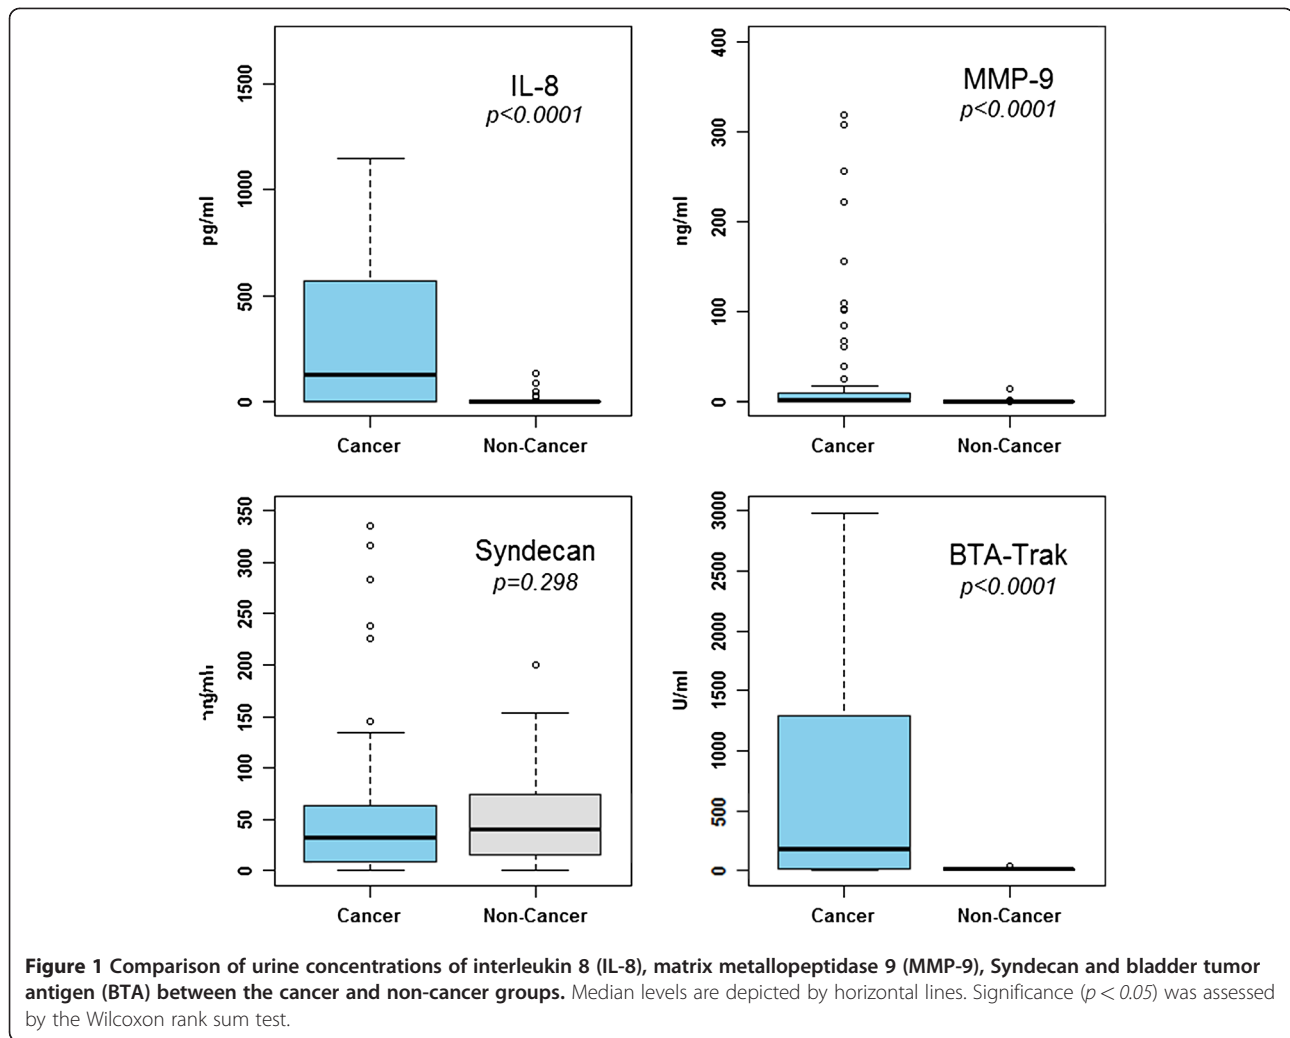 IL-8
p<0.0001
1500
1000
500
0
pg/ml
Cancer
Non-Cancer
MMP-9
p<0.0001
400
300
200
100
0
ng/ml
Cancer
Non-Cancer
Syndecan
p=0.298
350
300
250
200
150
100
50
0
Cancer
Non-Cancer
BTA-Trak
p<0.0001
3000
2500
2000
1500
1000
500
0
U/ml
Cancer
Non-Cancer
Figure 1 Comparison of urine concentrations of interleukin 8 (IL-8), matrix metallopeptidase 9 (MMP-9), Syndecan and bladder tumor
antigen (BTA) between the cancer and non-cancer groups. Median levels are depicted by horizontal lines. Significance (p < 0.05) was assessed
by the Wilcoxon rank sum test.